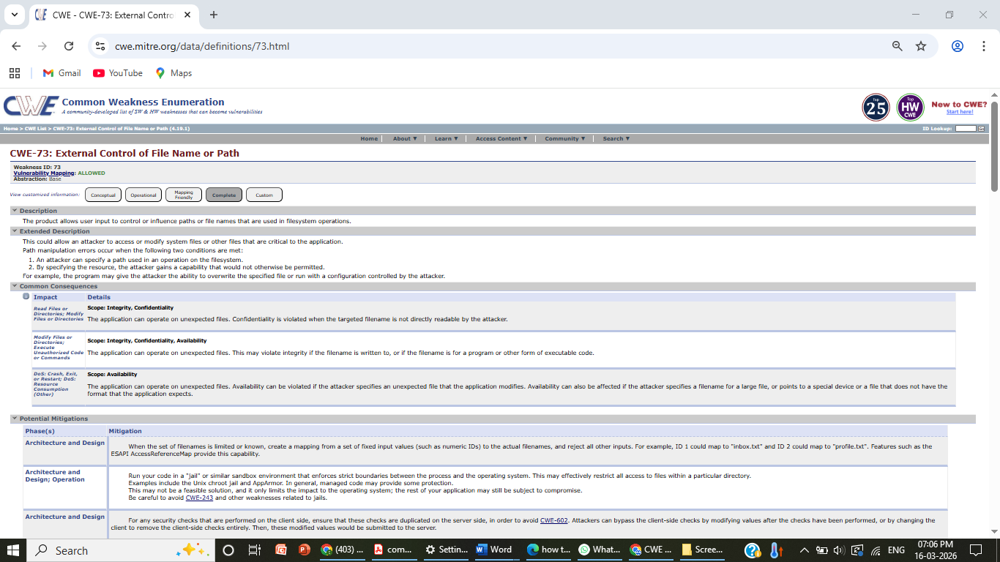 CWE - CWE-73: External Contro
cwe.mitre.org/data/definitions/73.html
Gmail YouTube Maps
CWE Common Weakness Enumeration
A community-developed list of SW & HW weaknesses that can become vulnerabilities
Top 25
Top HW CWE
New to CWE?
Start here!
Home > CWE List > CWE-73: External Control of File Name or Path (4.19.1)
ID Lookup: Go
Home About ▼ Learn ▼ Access Content ▼ Community ▼ Search ▼
CWE-73: External Control of File Name or Path
Weakness ID: 73
Vulnerability Mapping: ALLOWED
Abstraction: Base
View customized information: Conceptual Operational Mapping Friendly Complete Custom
Description
The product allows user input to control or influence paths or file names that are used in filesystem operations.
Extended Description
This could allow an attacker to access or modify system files or other files that are critical to the application.
Path manipulation errors occur when the following two conditions are met:
1. An attacker can specify a path used in an operation on the filesystem.
2. By specifying the resource, the attacker gains a capability that would not otherwise be permitted.
For example, the program may give the attacker the ability to overwrite the specified file or run with a configuration controlled by the attacker.
Common Consequences
Impact Details
Read Files or Directories; Modify Files or Directories
Scope: Integrity, Confidentiality
The application can operate on unexpected files. Confidentiality is violated when the targeted filename is not directly readable by the attacker.
Modify Files or Directories; Execute Unauthorized Code or Commands
Scope: Integrity, Confidentiality, Availability
The application can operate on unexpected files. This may violate integrity if the filename is written to, or if the filename is for a program or other form of executable code.
DoS: Crash, Exit, or Restart; DoS: Resource Consumption (Other)
Scope: Availability
The application can operate on unexpected files. Availability can be violated if the attacker specifies an unexpected file that the application modifies. Availability can also be affected if the attacker specifies a filename for a large file, or points to a special device or a file that does not have the
format that the application expects.
Potential Mitigations
Phase(s) Mitigation
Architecture and Design
When the set of filenames is limited or known, create a mapping from a set of fixed input values (such as numeric IDs) to the actual filenames, and reject all other inputs. For example, ID 1 could map to "inbox.txt" and ID 2 could map to "profile.txt". Features such as the
ESAPI AccessReferenceMap provide this capability.
Architecture and Design; Operation
Run your code in a "jail" or similar sandbox environment that enforces strict boundaries between the process and the operating system. This may effectively restrict all access to files within a particular directory.
Examples include the Unix chroot jail and AppArmor. In general, managed code may provide some protection.
This may not be a feasible solution, and it only limits the impact to the operating system; the rest of your application may still be subject to compromise.
Be careful to avoid CWE-243 and other weaknesses related to jails.
Architecture and Design
For any security checks that are performed on the client side, ensure that these checks are duplicated on the server side, in order to avoid CWE-602. Attackers can bypass the client-side checks by modifying values after the checks have been performed, or by changing the
client to remove the client-side checks entirely. Then, these modified values would be submitted to the server.
Search (403) ... com... Settin... Word how t... What... CWE ... Scree... ENG 07:06 PM
16-03-2026